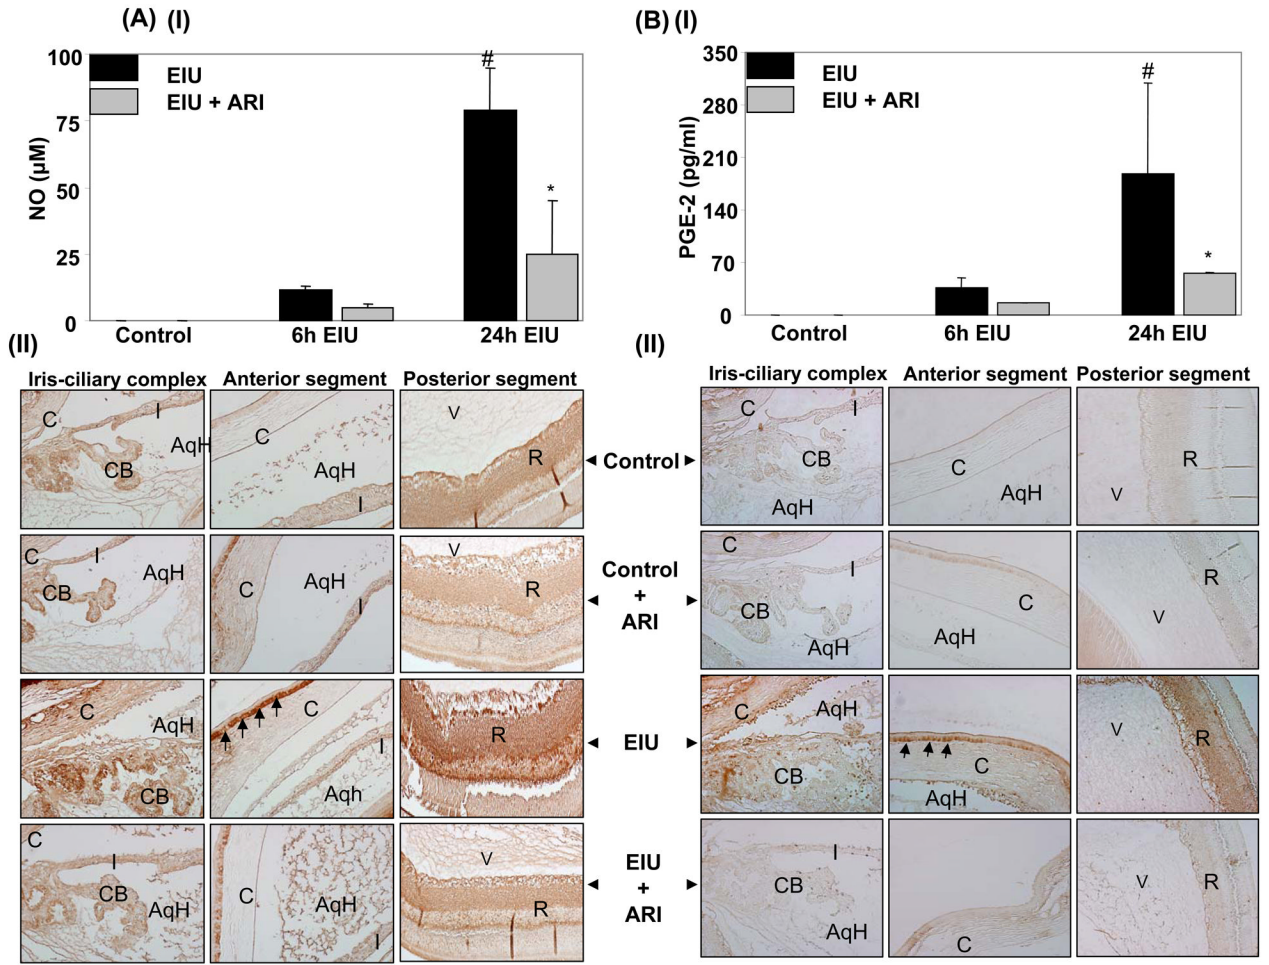 (A) (I)
100
75
50
25
0
NO (µM)
EIU
EIU + ARI
#
*
Control
6h EIU
24h EIU
(B) (I)
350
280
210
140
70
0
PGE-2 (pg/ml)
EIU
EIU + ARI
#
*
Control
6h EIU
24h EIU
(II)
Iris-ciliary complex
Anterior segment
Posterior segment
(II)
Iris-ciliary complex
Anterior segment
Posterior segment
C
I
AqH
CB
C
AqH
I
V
R
Control
C
I
CB
AqH
C
AqH
V
R
C
I
AqH
CB
C
AqH
I
V
R
Control
+
ARI
C
I
CB
AqH
C
AqH
R
V
C
AqH
CB
C
I
Aqh
R
EIU
C
AqH
CB
C
AqH
V
R
C
I
CB
AqH
C
AqH
I
V
R
EIU
+
ARI
I
CB
AqH
C
V
R